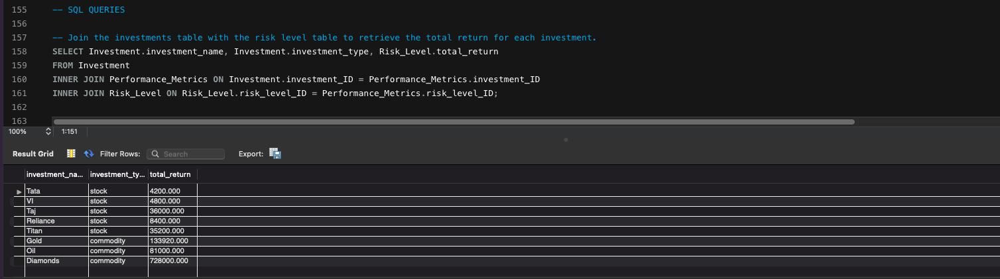 155 -- SQL QUERIES
156
157 -- Join the investments table with the risk level table to retrieve the total return for each investment.
158 SELECT Investment.investment_name, Investment.investment_type, Risk_Level.total_return
159 FROM Investment
160 INNER JOIN Performance_Metrics ON Investment.investment_ID = Performance_Metrics.investment_ID
161 INNER JOIN Risk_Level ON Risk_Level.risk_level_ID = Performance_Metrics.risk_level_ID;
162
163
100% 1:151
Result Grid Filter Rows: Search Export:
investment_na... investment_ty... total_return
Tata stock 4200.000
VI stock 4800.000
Taj stock 36000.000
Reliance stock 8400.000
Titan stock 35200.000
Gold commodity 133920.000
Oil commodity 81000.000
Diamonds commodity 728000.000